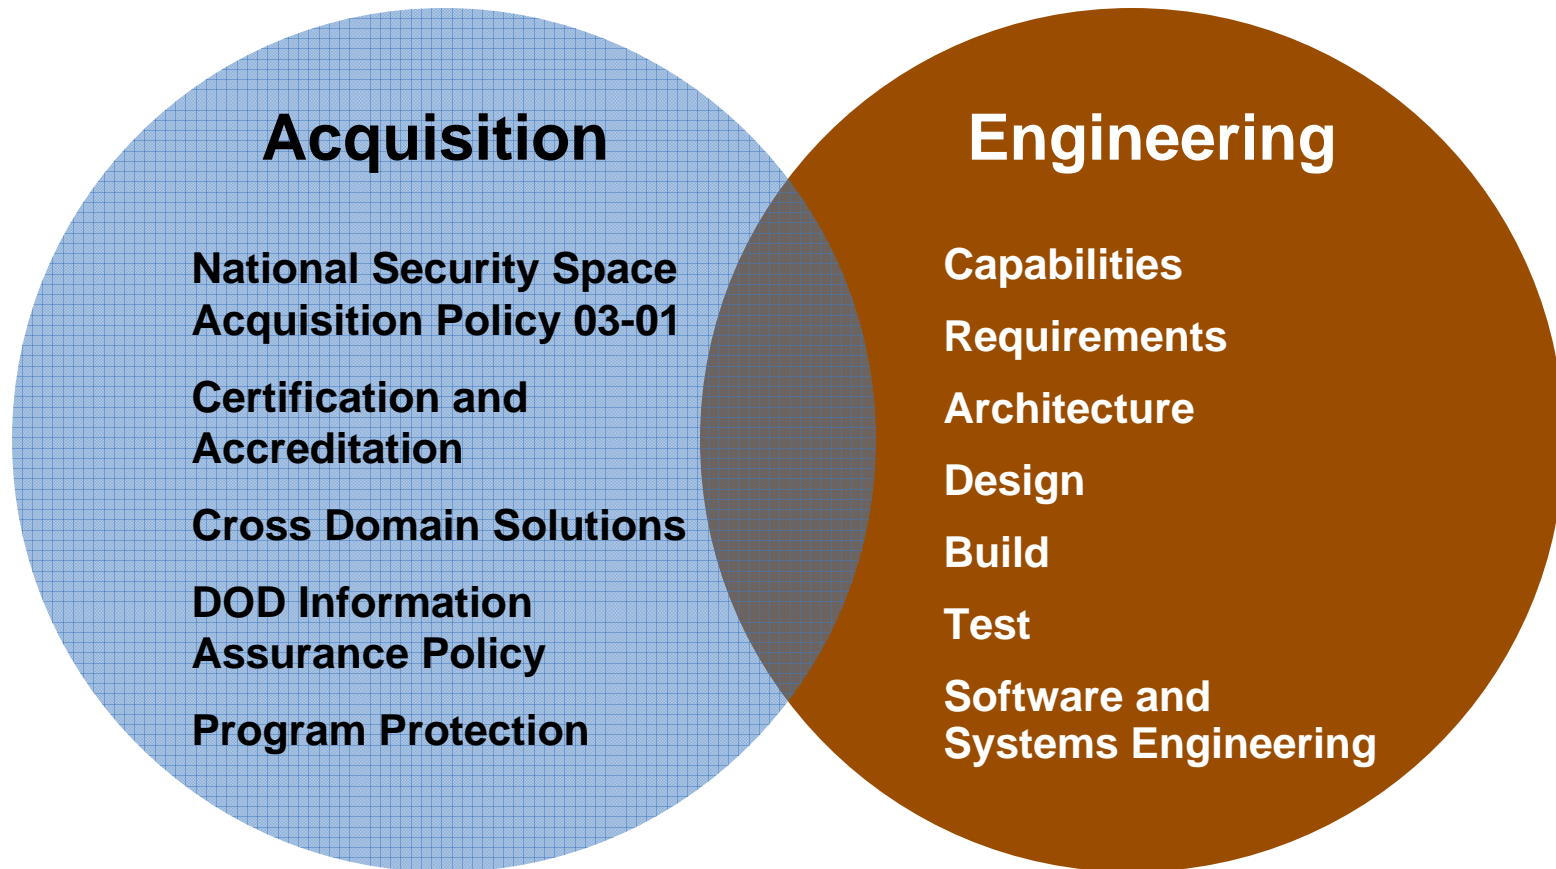 Acquisition
National Security Space
Acquisition Policy 03-01
Certification and
Accreditation
Cross Domain Solutions
DOD Information
Assurance Policy
Program Protection
Engineering
Capabilities
Requirements
Architecture
Design
Build
Test
Software and
Systems Engineering